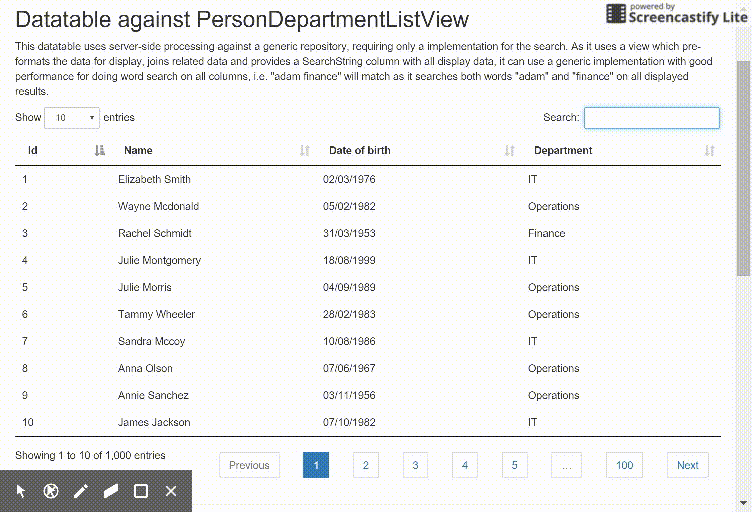 Datatable against PersonDepartmentListView
powered by
Screencastify Lite
This datatable uses server-side processing against a generic repository, requiring only a implementation for the search. As it uses a view which pre-
formats the data for display, joins related data and provides a SearchString column with all display data, it can use a generic implementation with good
performance for doing word search on all columns, i.e. "adam finance" will match as it searches both words "adam" and "finance" on all displayed
results.
Show 10 entries Search:
Id Name Date of birth Department
1 Elizabeth Smith 02/03/1976 IT
2 Wayne Mcdonald 05/02/1982 Operations
3 Rachel Schmidt 31/03/1953 Finance
4 Julie Montgomery 18/08/1999 IT
5 Julie Morris 04/09/1989 Operations
6 Tammy Wheeler 28/02/1983 Operations
7 Sandra Mccoy 10/08/1986 IT
8 Anna Olson 07/06/1967 Operations
9 Annie Sanchez 03/11/1956 Operations
10 James Jackson 07/10/1982 IT
Showing 1 to 10 of 1,000 entries
Previous 1 2 3 4 5 ... 100 Next